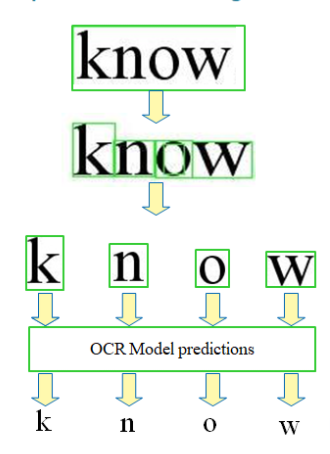 know
know
k n o w
OCR Model predictions
k n o w